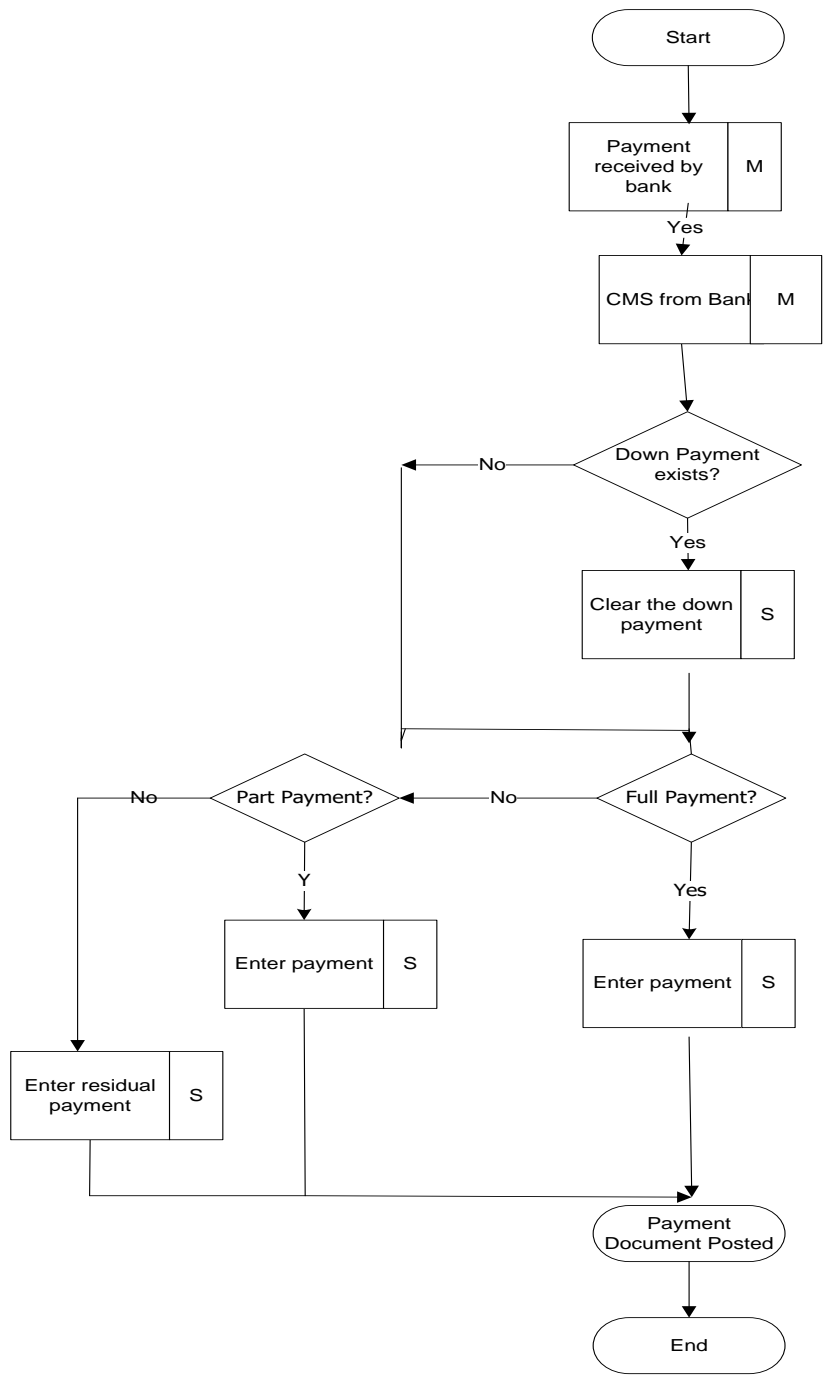 Start
Payment
received by
bank
M
Yes
CMS from Bank
M
Down Payment
exists?
No
Yes
Clear the down
payment
S
No
Part Payment?
No
Full Payment?
Y
Yes
Enter payment
S
Enter payment
S
Enter residual
payment
S
Payment
Document Posted
End